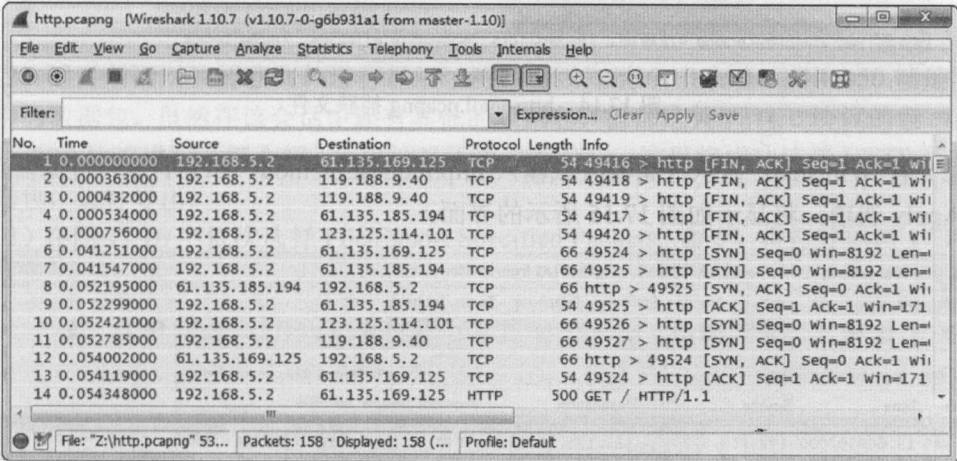 http.pcapng [Wireshark 1.10.7 (v1.10.7-0-g6b931a1 from master-1.10)]
File Edit View Go Capture Analyze Statistics Telephony Tools Internals Help
Filter: Expression... Clear Apply Save
No. Time Source Destination Protocol Length Info
1 0.000000000 192.168.5.2 61.135.169.125 TCP 54 49416 > http [FIN, ACK] Seq=1 Ack=1 Wi
2 0.000363000 192.168.5.2 119.188.9.40 TCP 54 49418 > http [FIN, ACK] Seq=1 Ack=1 Wi
3 0.000432000 192.168.5.2 119.188.9.40 TCP 54 49419 > http [FIN, ACK] Seq=1 Ack=1 Wi
4 0.000534000 192.168.5.2 61.135.185.194 TCP 54 49417 > http [FIN, ACK] Seq=1 Ack=1 Wi
5 0.000756000 192.168.5.2 123.125.114.101 TCP 54 49420 > http [FIN, ACK] Seq=1 Ack=1 Wi
6 0.041251000 192.168.5.2 61.135.169.125 TCP 66 49524 > http [SYN] Seq=0 Win=8192 Len=
7 0.041547000 192.168.5.2 61.135.185.194 TCP 66 49525 > http [SYN] Seq=0 Win=8192 Len=
8 0.052195000 61.135.185.194 192.168.5.2 TCP 66 http > 49525 [SYN, ACK] Seq=0 Ack=1 Wi
9 0.052299000 192.168.5.2 61.135.185.194 TCP 54 49525 > http [ACK] Seq=1 Ack=1 Win=171
10 0.052421000 192.168.5.2 123.125.114.101 TCP 66 49526 > http [SYN] Seq=0 Win=8192 Len=
11 0.052785000 192.168.5.2 119.188.9.40 TCP 66 49527 > http [SYN] Seq=0 Win=8192 Len=
12 0.054002000 61.135.169.125 192.168.5.2 TCP 66 http > 49524 [SYN, ACK] Seq=0 Ack=1 Wi
13 0.054119000 192.168.5.2 61.135.169.125 TCP 54 49524 > http [ACK] Seq=1 Ack=1 Win=171
14 0.054348000 192.168.5.2 61.135.169.125 HTTP 500 GET / HTTP/1.1
File: "Z:\http.pcapng" 53... Packets: 158 · Displayed: 158 (... Profile: Default